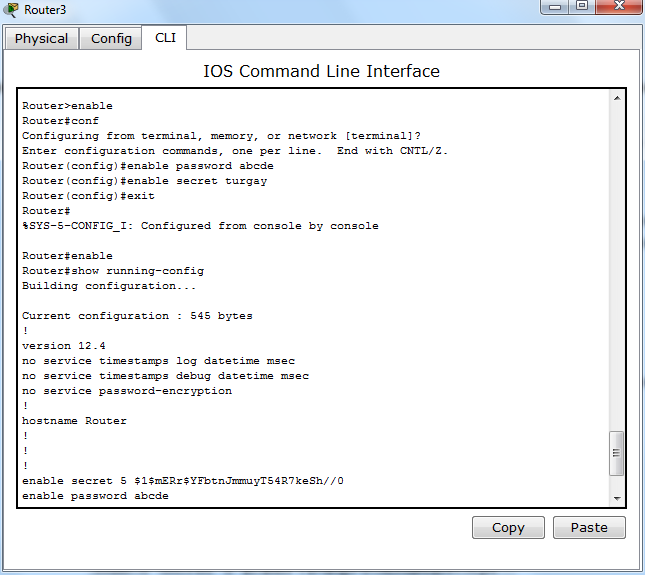 Router3
Physical
Config
CLI
IOS Command Line Interface
Router>enable
Router#conf
Configuring from terminal, memory, or network [terminal]?
Enter configuration commands, one per line.  End with CNTL/Z.
Router(config)#enable password abcde
Router(config)#enable secret turgay
Router(config)#exit
Router#
%SYS-5-CONFIG_I: Configured from console by console
Router#enable
Router#show running-config
Building configuration...
Current configuration : 545 bytes
!
version 12.4
no service timestamps log datetime msec
no service timestamps debug datetime msec
no service password-encryption
!
hostname Router
!
!
!
enable secret 5 $1$mERr$YFbtnJmmuyT54R7keSh//0
enable password abcde
Copy
Paste